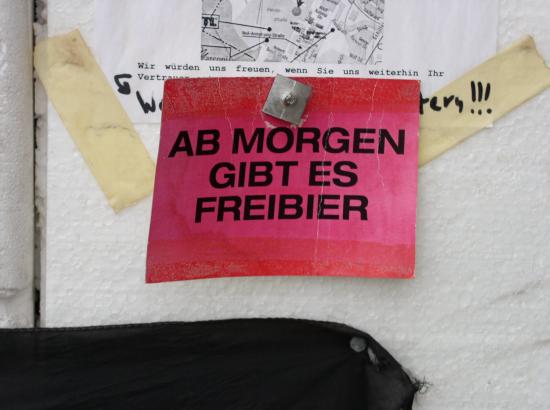 Wir würden uns freuen, wenn Sie uns weiterhin Ihr
AB MORGEN
GIBT ES
FREIBIER